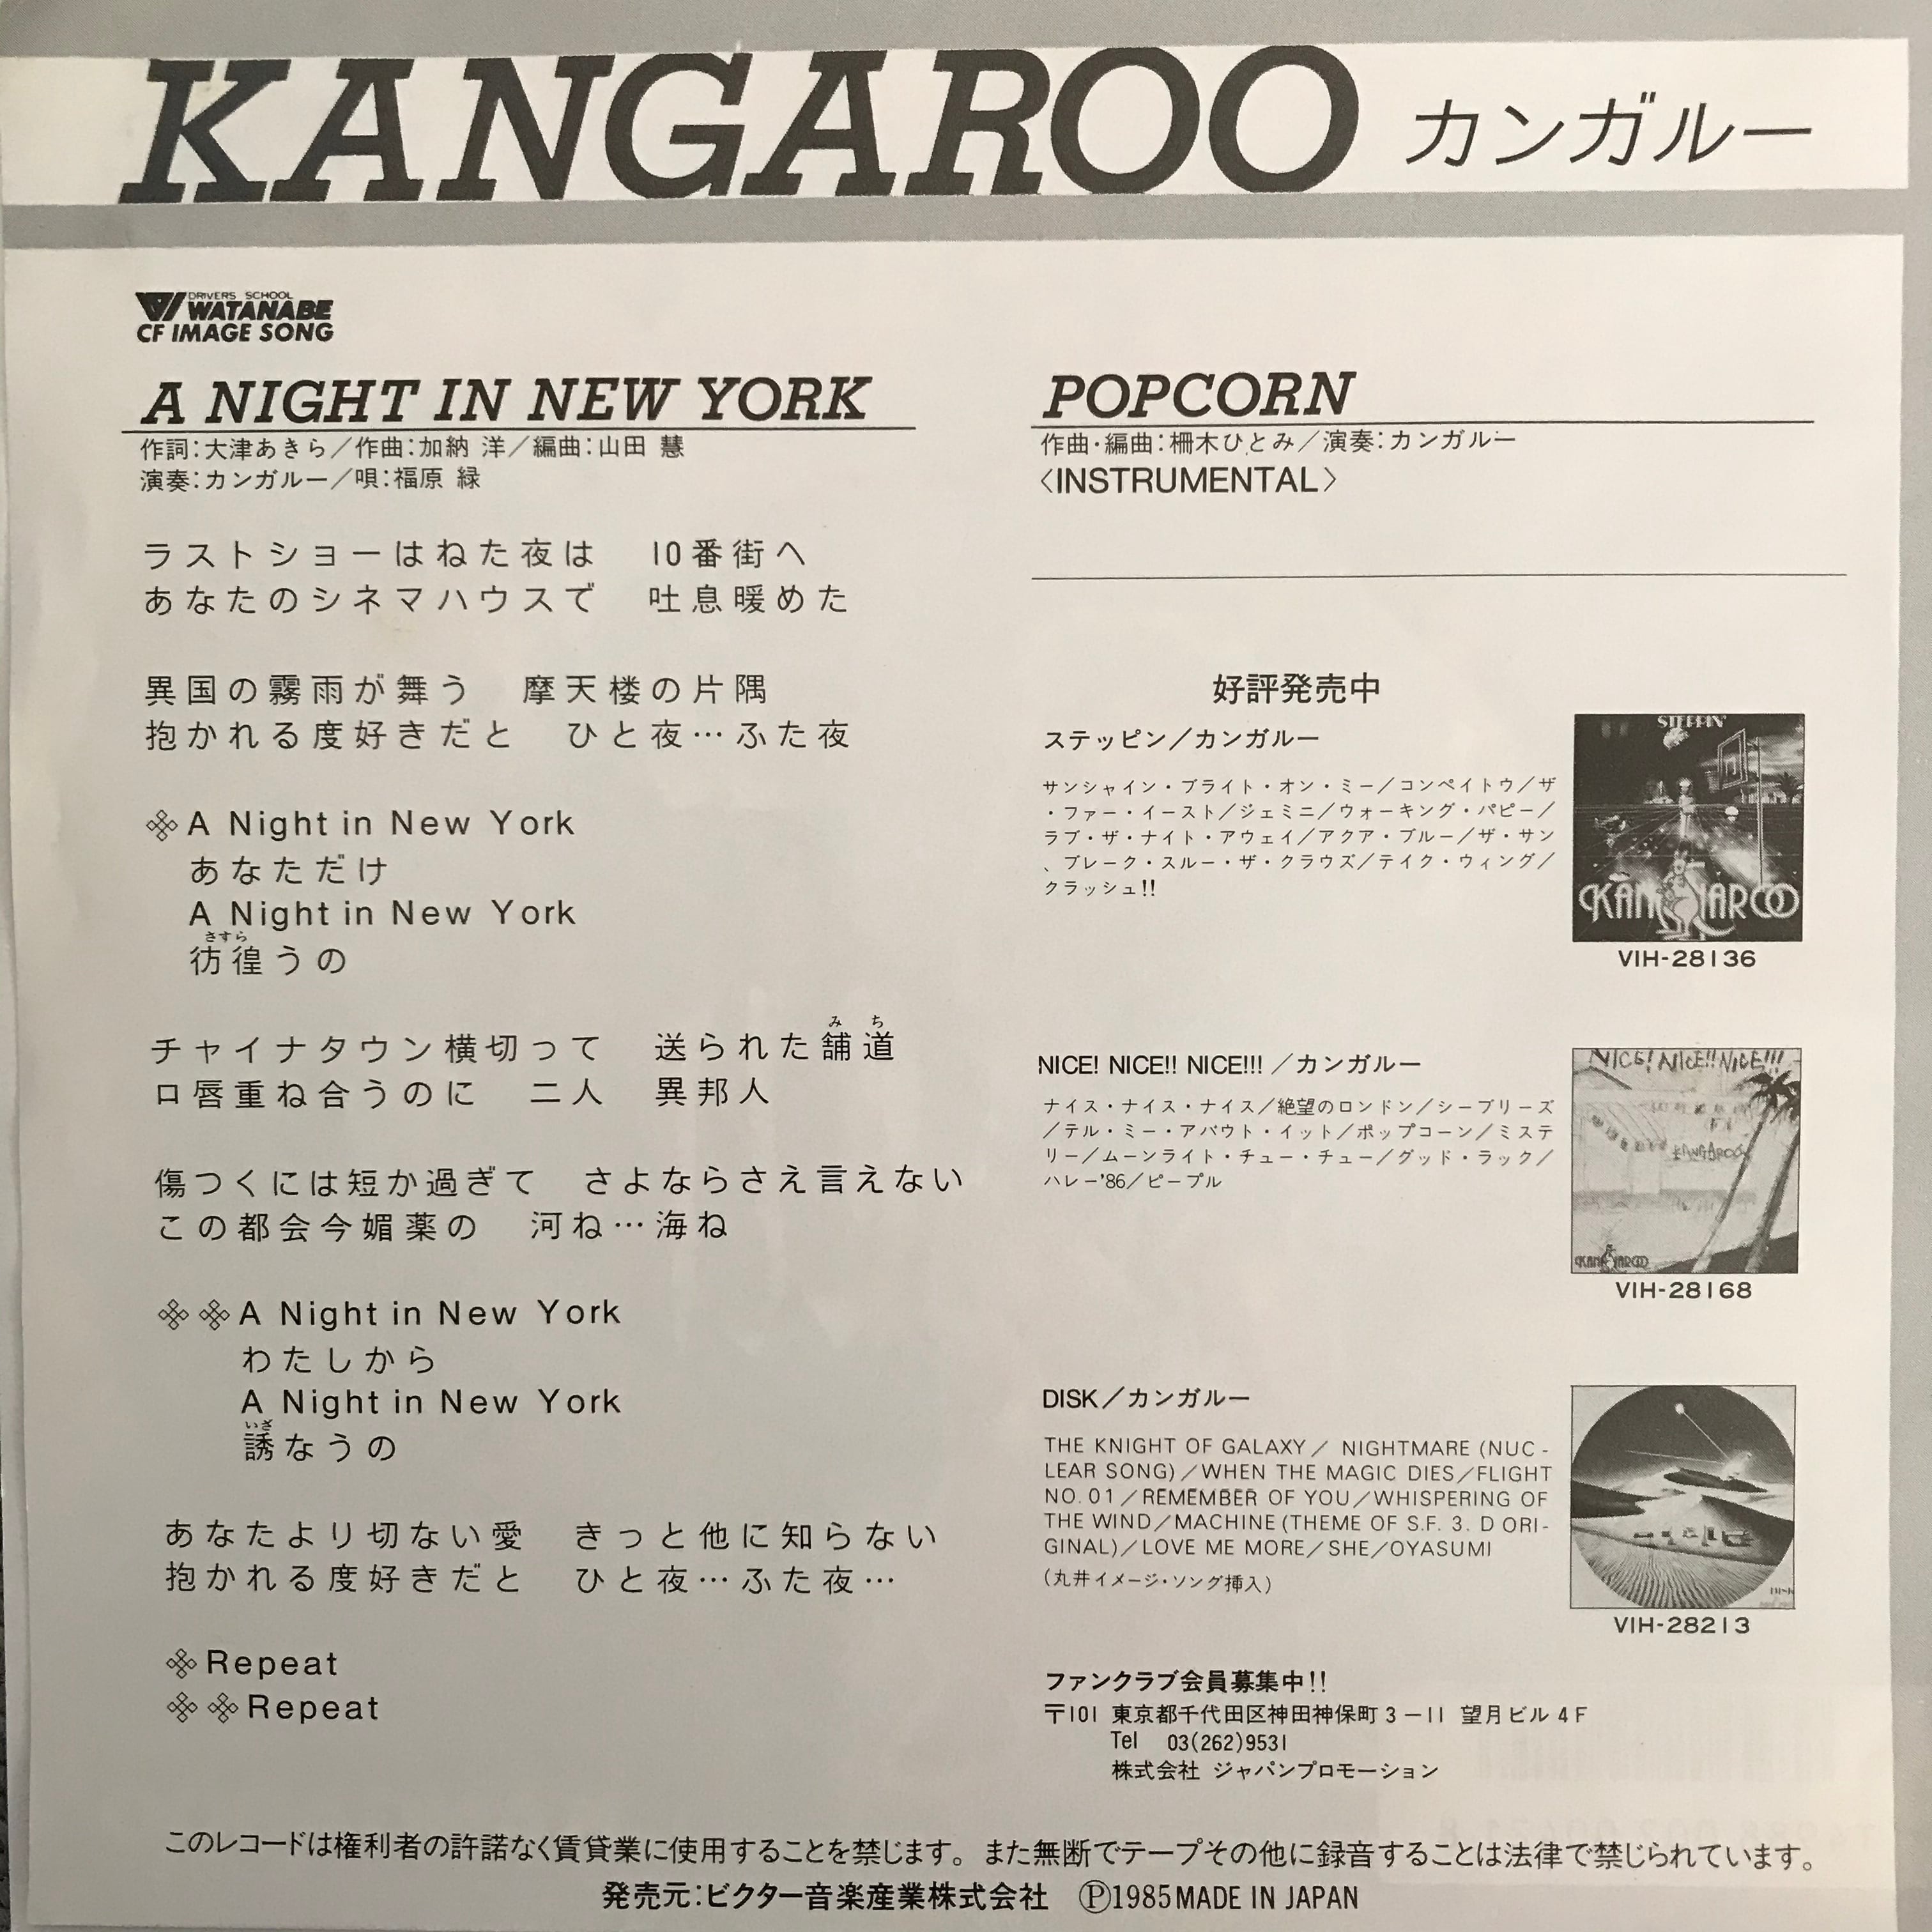 KANGAROO カンガルー
DRIVERS SCHOOL
WATANABE
CF IMAGE SONG
A NIGHT IN NEW YORK
作詞:大津あきら/作曲:加納 洋/編曲:山田 慧
演奏:カンガルー/唄:福原 緑
ラストショーははねた夜は 10番街へ
あなたのシネマハウスで 吐息暖めた
異国の霧雨が舞う 摩天楼の片隅
抱かれる度好きだと ひと夜…ふた夜
A Night in New York
あなただけ
A Night in New York
さすら
彷徨うの
み ち
チャイナタウン横切って 送られた舗道
口唇重ね合うのに 二人 異邦人
傷つくには短か過ぎて さよならさえ言えない
この都会今媚薬の 河ね…海ね
A Night in New York
わたしから
A Night in New York
いざ
誘なうの
あなたより切ない愛 きっと他に知らない
抱かれる度好きだと ひと夜…ふた夜…
Repeat
Repeat
POPCORN
作曲・編曲:柵木ひとみ/演奏:カンガルー
〈INSTRUMENTAL〉
好評発売中
ステッピン/カンガルー
サンシャイン・ブライト・オン・ミー/コンペイトウ/ザ
・ファー・イースト/ジェミニ/ウォーキング・パピー/
ラブ・ザ・ナイト・アウェイ/アクア・ブルー/ザ・サン
、ブレーク・スルー・ザ・クラウズ/テイク・ウィング/
クラッシュ!!
STEPPIN'
KANGAROO
VIH-28136
NICE! NICE!! NICE!!!/カンガルー
ナイス・ナイス・ナイス/絶望のロンドン/シーブリーズ
/テル・ミー・アバウト・イット/ポップコーン/ミステ
リー/ムーンライト・チュー・チュー/グッド・ラック/
ハレー'86/ピープル
NICE! NICE!! NICE!!!
KANGAROO
KANGAROO
VIH-28168
DISK/カンガルー
THE KNIGHT OF GALAXY/ NIGHTMARE (NUC-
LEAR SONG)/WHEN THE MAGIC DIES/FLIGHT
NO.01/REMEMBER OF YOU/WHISPERING OF
THE WIND/MACHINE (THEME OF S.F. 3. D ORI-
GINAL)/LOVE ME MORE/SHE/OYASUMI
(丸井イメージ・ソング挿入)
DISK
VIH-28213
ファンクラブ会員募集中!!
〒101 東京都千代田区神田神保町3-11 望月ビル4F
Tel 03(262)9531
株式会社 ジャパンプロモーション
このレコードは権利者の許諾なく賃貸業に使用することを禁じます。また無断でテープその他に録音することは法律で禁じられています。
発売元:ビクター音楽産業株式会社 Ⓟ1985 MADE IN JAPAN